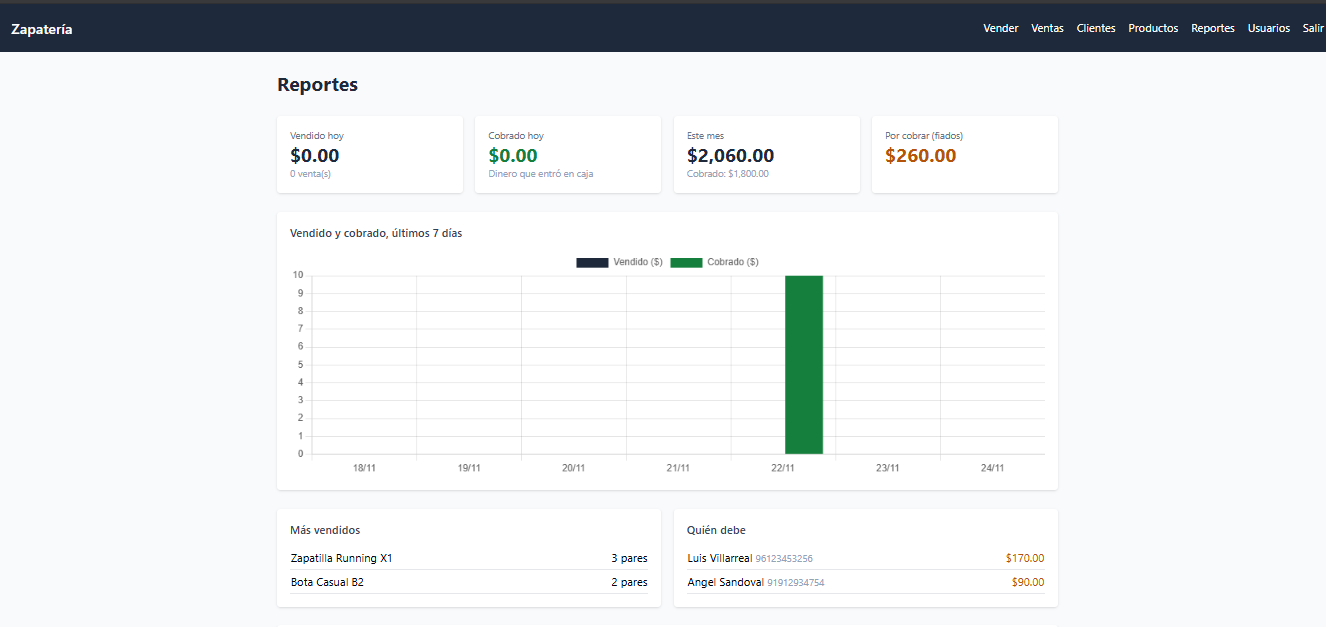 Zapatería
Vender Ventas Clientes Productos Reportes Usuarios Salir
Reportes
Vendido hoy
$0.00
0 venta(s)
Cobrado hoy
$0.00
Dinero que entró en caja
Este mes
$2,060.00
Cobrado: $1,800.00
Por cobrar (fiados)
$260.00
Vendido y cobrado, últimos 7 días
Vendido ($) Cobrado ($)
10
9
8
7
6
5
4
3
2
1
0
18/11 19/11 20/11 21/11 22/11 23/11 24/11
Más vendidos
Zapatilla Running X1 3 pares
Bota Casual B2 2 pares
Quién debe
Luis Villarreal 96123453256 $170.00
Angel Sandoval 91912934754 $90.00